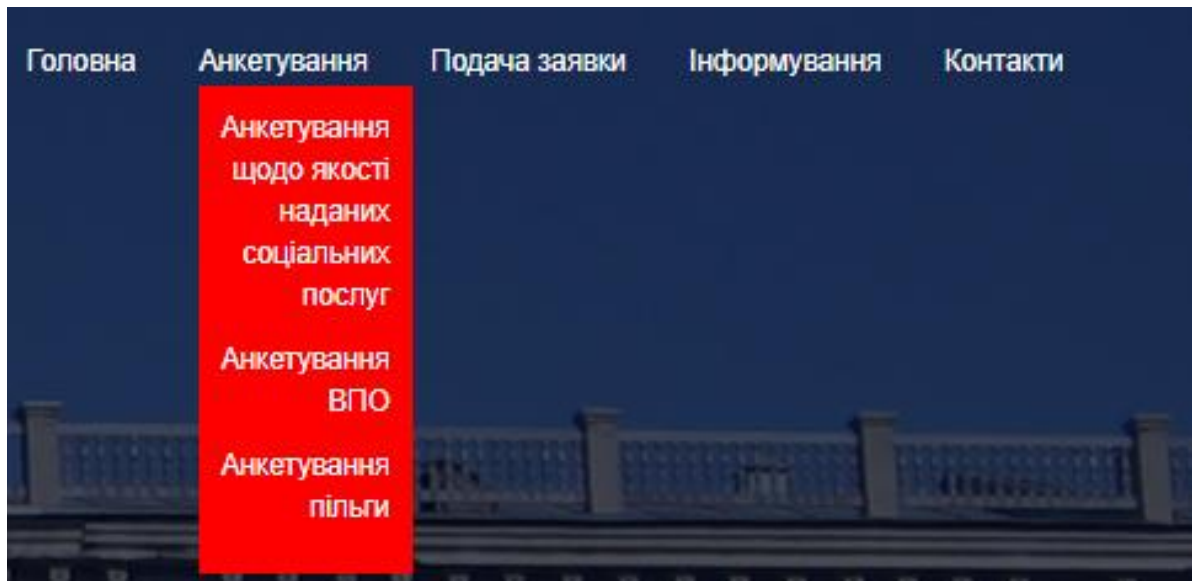 Головна Анкетування Подача заявки Інформування Контакти
Анкетування
щодо якості
наданих
соціальних
послуг
Анкетування
ВПО
Анкетування
пільги